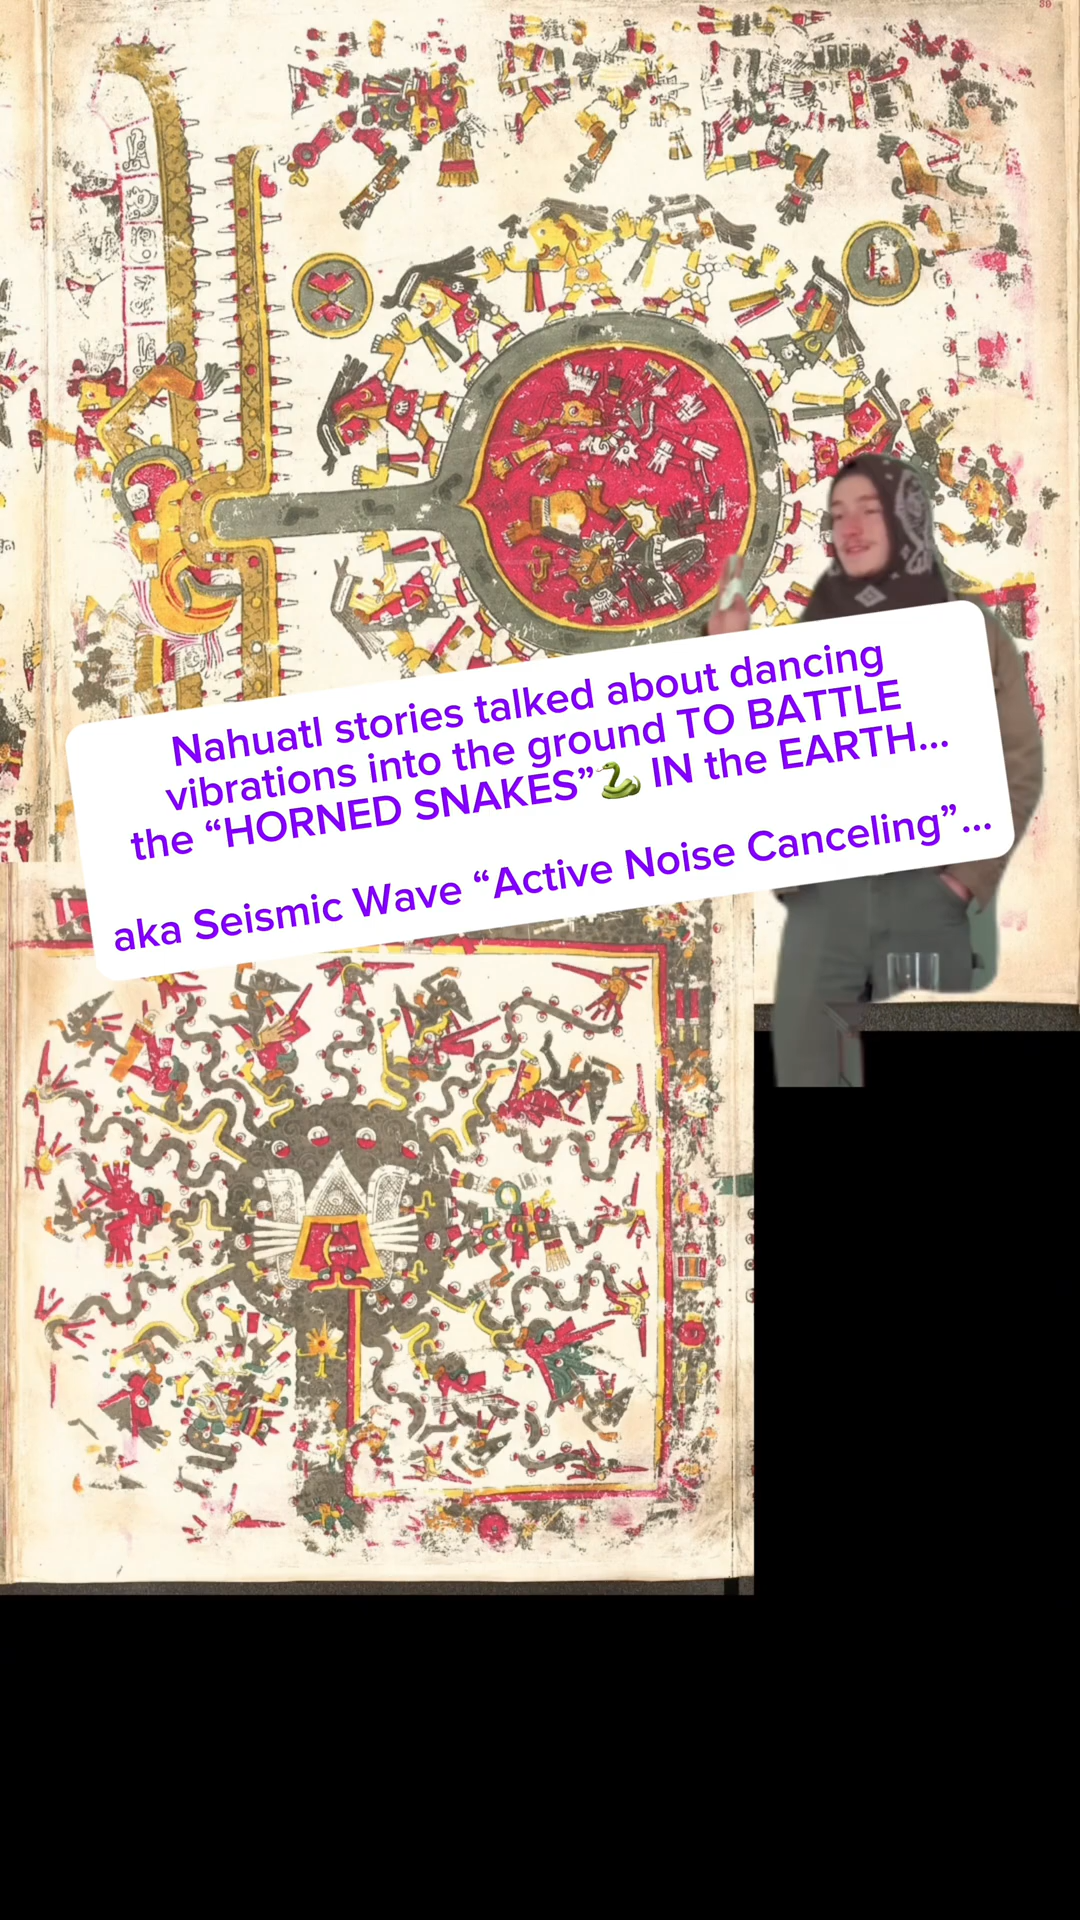 39
Nahuatl stories talked about dancing
vibrations into the ground TO BATTLE
the “HORNED SNAKES”🐍 IN the EARTH...
aka Seismic Wave “Active Noise Canceling”...